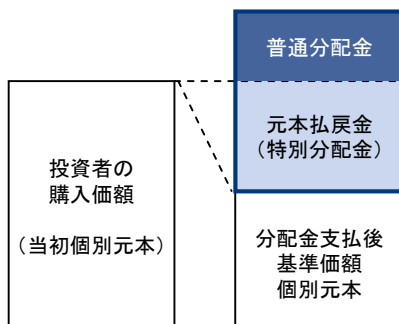 普通分配金
元本払戻金
（特別分配金）
投資者の
購入価額
（当初個別元本）
分配金支払後
基準価額
個別元本